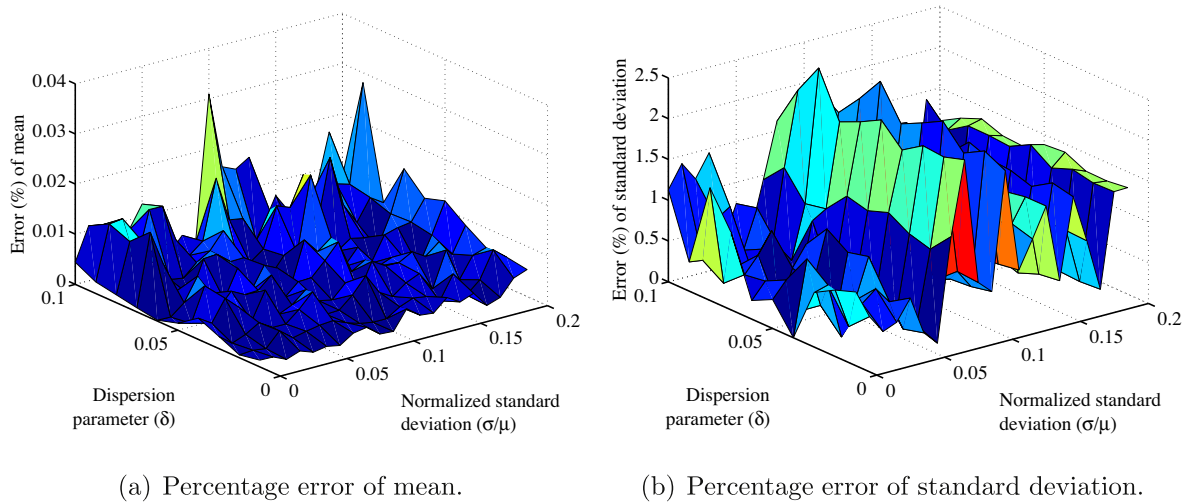 0.04
0.03
0.02
0.01
0
Error (%) of mean
0.1
0.05
0
Dispersion
parameter (δ)
0
0.05
0.1
0.15
0.2
Normalized standard
deviation (σ/μ)
(a) Percentage error of mean.
2.5
2
1.5
1
0.5
0
Error (%) of standard deviation
0.1
0.05
0
Dispersion
parameter (δ)
0
0.05
0.1
0.15
0.2
Normalized standard
deviation (σ/μ)
(b) Percentage error of standard deviation.